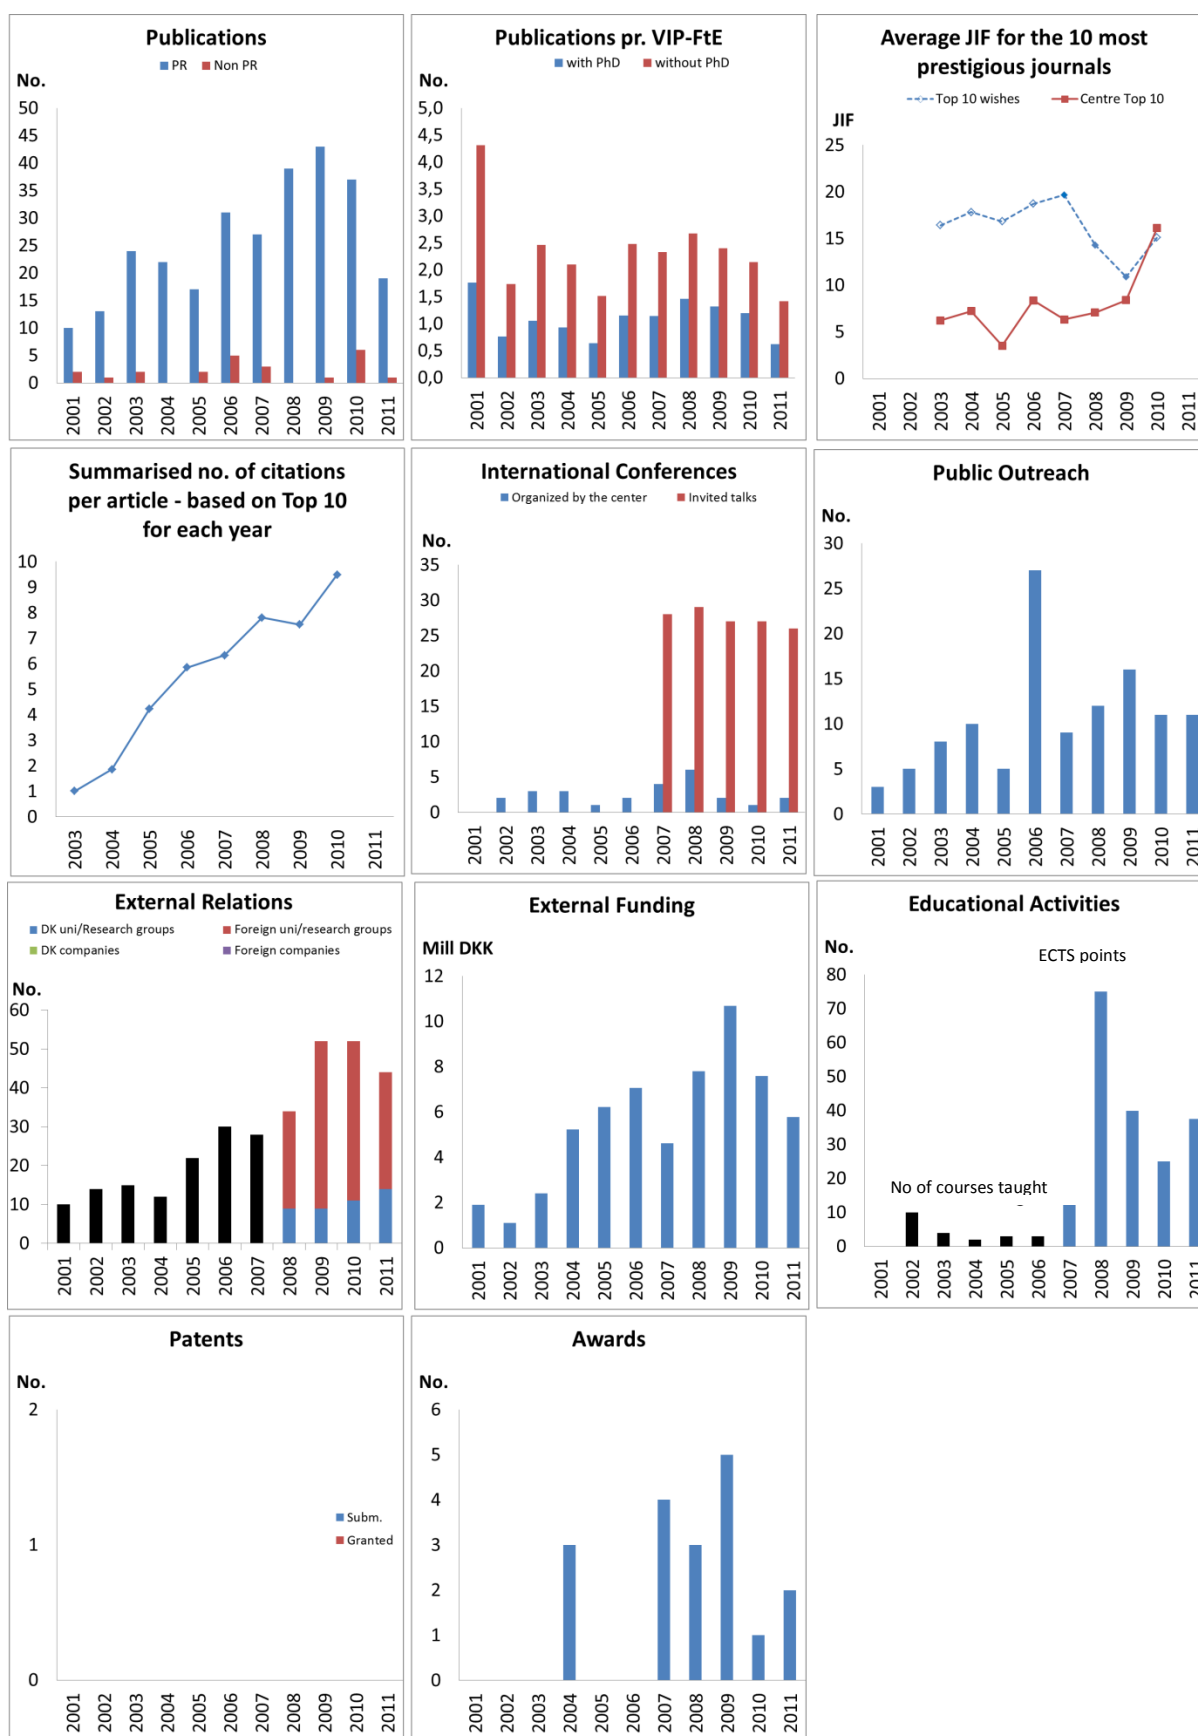 Publications
PR Non PR
No.
50
45
40
35
30
25
20
15
10
5
0
2001 2002 2003 2004 2005 2006 2007 2008 2009 2010 2011
Publications pr. VIP-FtE
with PhD without PhD
No.
5,0
4,5
4,0
3,5
3,0
2,5
2,0
1,5
1,0
0,5
0,0
2001 2002 2003 2004 2005 2006 2007 2008 2009 2010 2011
Average JIF for the 10 most
prestigious journals
Top 10 wishes Centre Top 10
JIF
25
20
15
10
5
0
2001 2002 2003 2004 2005 2006 2007 2008 2009 2010 2011
Summarised no. of citations
per article - based on Top 10
for each year
10
9
8
7
6
5
4
3
2
1
0
2003 2004 2005 2006 2007 2008 2009 2010 2011
International Conferences
Organized by the center Invited talks
No.
35
30
25
20
15
10
5
0
2001 2002 2003 2004 2005 2006 2007 2008 2009 2010 2011
Public Outreach
No.
30
25
20
15
10
5
0
2001 2002 2003 2004 2005 2006 2007 2008 2009 2010 2011
External Relations
DK uni/Research groups Foreign uni/research groups
DK companies Foreign companies
No.
60
50
40
30
20
10
0
2001 2002 2003 2004 2005 2006 2007 2008 2009 2010 2011
External Funding
Mill DKK
12
10
8
6
4
2
0
2001 2002 2003 2004 2005 2006 2007 2008 2009 2010 2011
Educational Activities
No.
ECTS points
80
70
60
50
40
30
20
No of courses taught
10
0
2001 2002 2003 2004 2005 2006 2007 2008 2009 2010 2011
Patents
No.
2
1
0
Subm.
Granted
2001 2002 2003 2004 2005 2006 2007 2008 2009 2010 2011
Awards
No.
6
5
4
3
2
1
0
2001 2002 2003 2004 2005 2006 2007 2008 2009 2010 2011